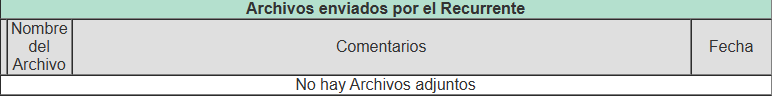 Archivos enviados por el Recurrente
Nombre
del
Archivo
Comentarios
Fecha
No hay Archivos adjuntos